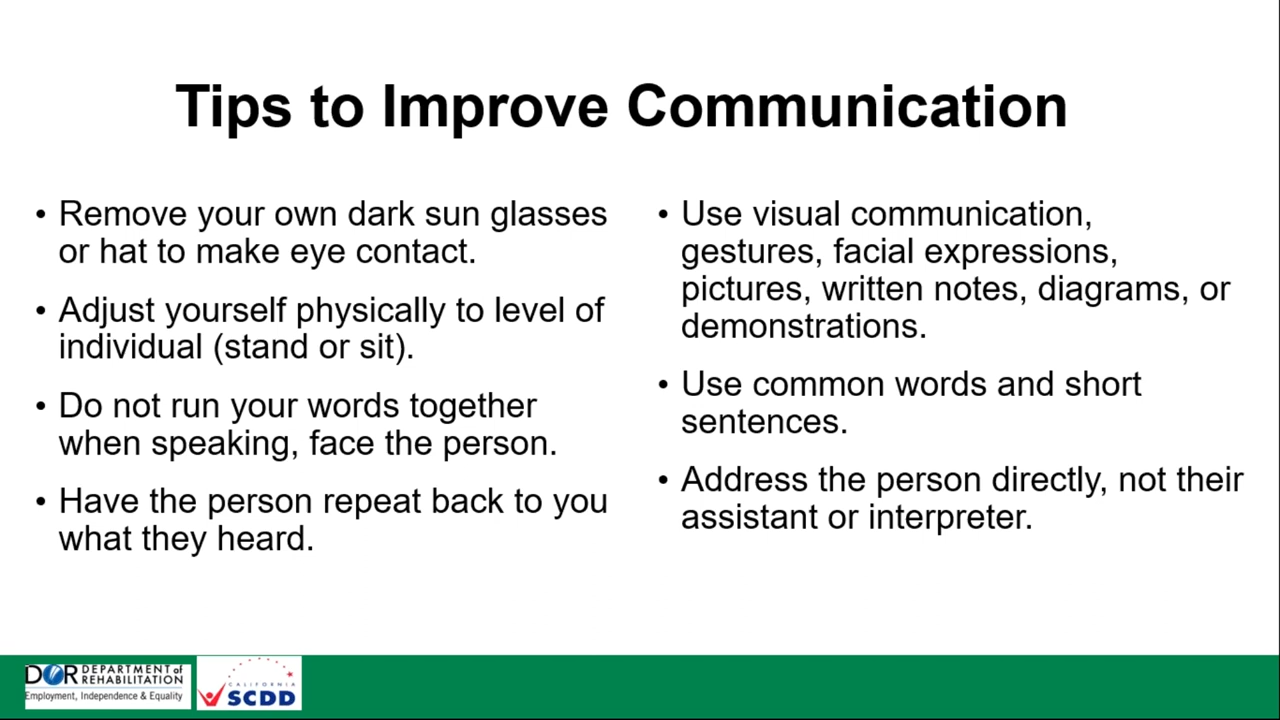 Tips to Improve Communication
• Remove your own dark sun glasses
or hat to make eye contact.
• Adjust yourself physically to level of
individual (stand or sit).
• Do not run your words together
when speaking, face the person.
• Have the person repeat back to you
what they heard.
• Use visual communication,
gestures, facial expressions,
pictures, written notes, diagrams, or
demonstrations.
• Use common words and short
sentences.
• Address the person directly, not their
assistant or interpreter.
DOR DEPARTMENT of
REHABILITATION
Employment, Independence & Equality
CALIFORNIA
SCDD